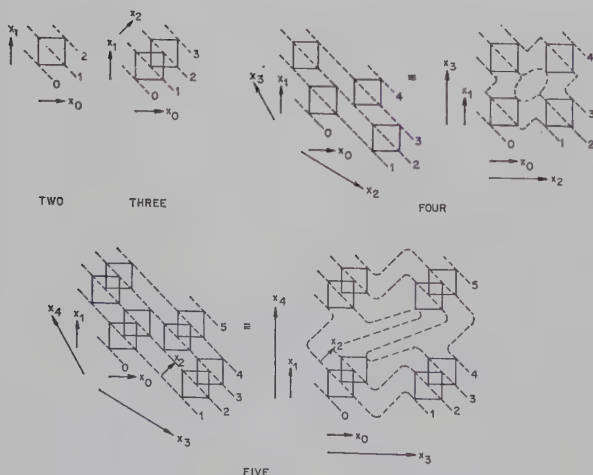 x₁
2
0
1
x₀
TWO
x₂
x₁
3
2
0
1
x₀
THREE
x₃
x₁
4
0
x₀
3
1
2
x₂
≡
x₃
x₁
4
3
0
1
2
x₀
x₂
FOUR
x₄
x₁
5
0
x₀
x₂
4
3
1
2
x₃
≡
x₄
x₁
x₂
5
4
3
0
1
2
x₀
x₃
FIVE